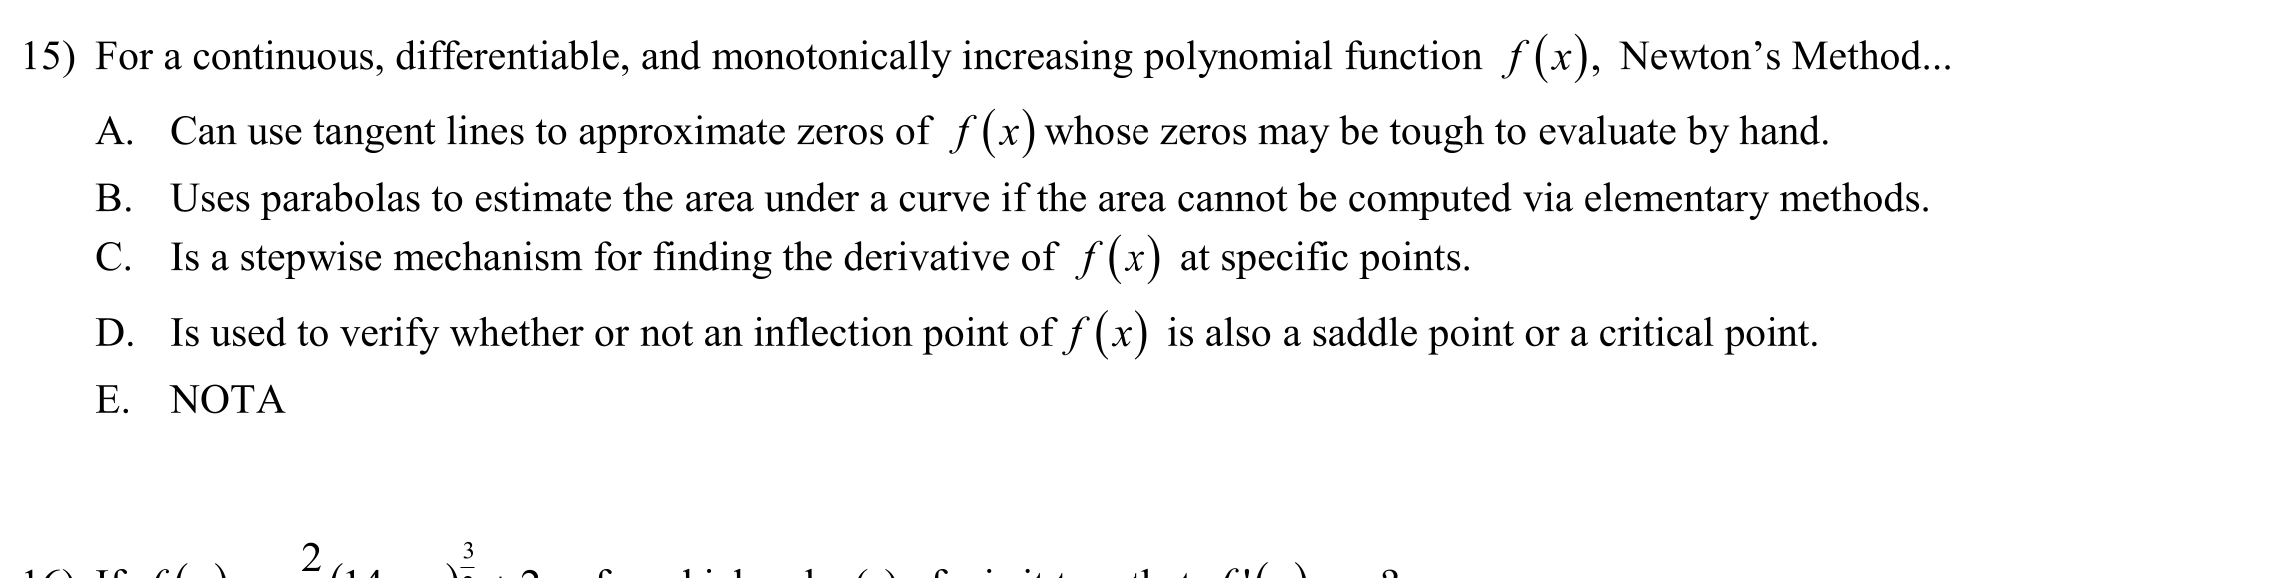 15) For a continuous, differentiable, and monotonically increasing polynomial function f(x), Newton’s Method...
A. Can use tangent lines to approximate zeros of f(x) whose zeros may be tough to evaluate by hand.
B. Uses parabolas to estimate the area under a curve if the area cannot be computed via elementary methods.
C. Is a stepwise mechanism for finding the derivative of f(x) at specific points.
D. Is used to verify whether or not an inflection point of f(x) is also a saddle point or a critical point.
E. NOTA